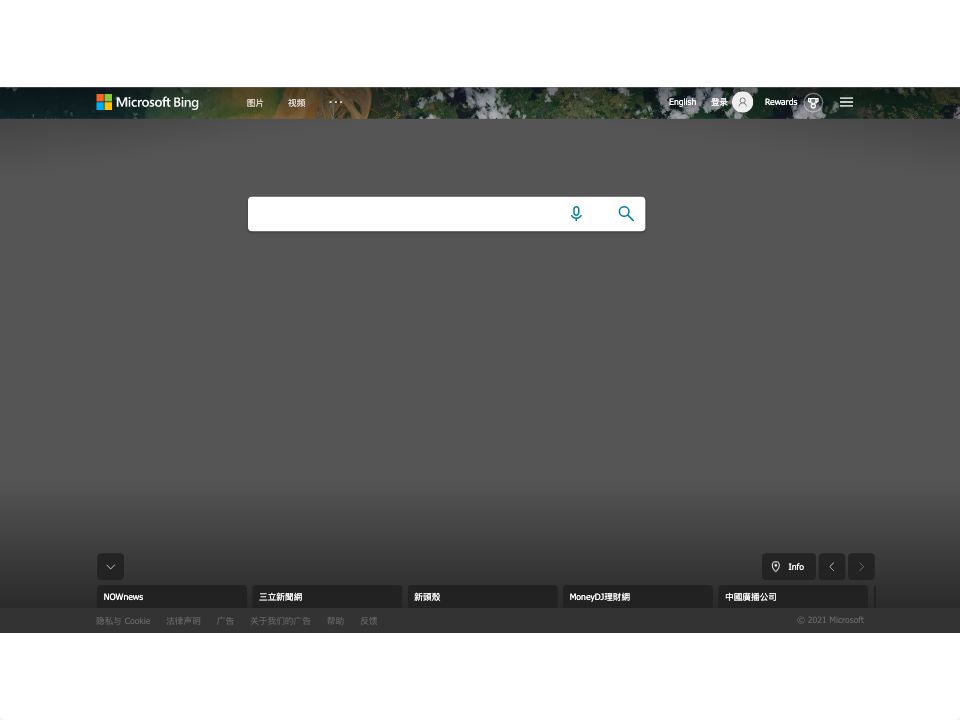 Microsoft Bing 图片 视频 ··· English 登录 Rewards
Info
NOWnews 三立新聞網 新頭殼 MoneyDJ理財網 中國廣播公司
隐私与 Cookie 法律声明 广告 关于我们的广告 帮助 反馈 © 2021 Microsoft